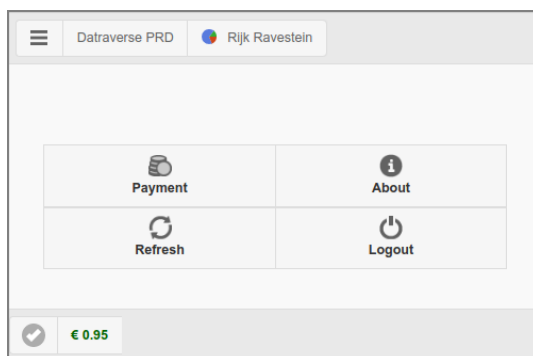 Datraverse PRD Rijk Ravestein
Payment About
Refresh Logout
€ 0.95